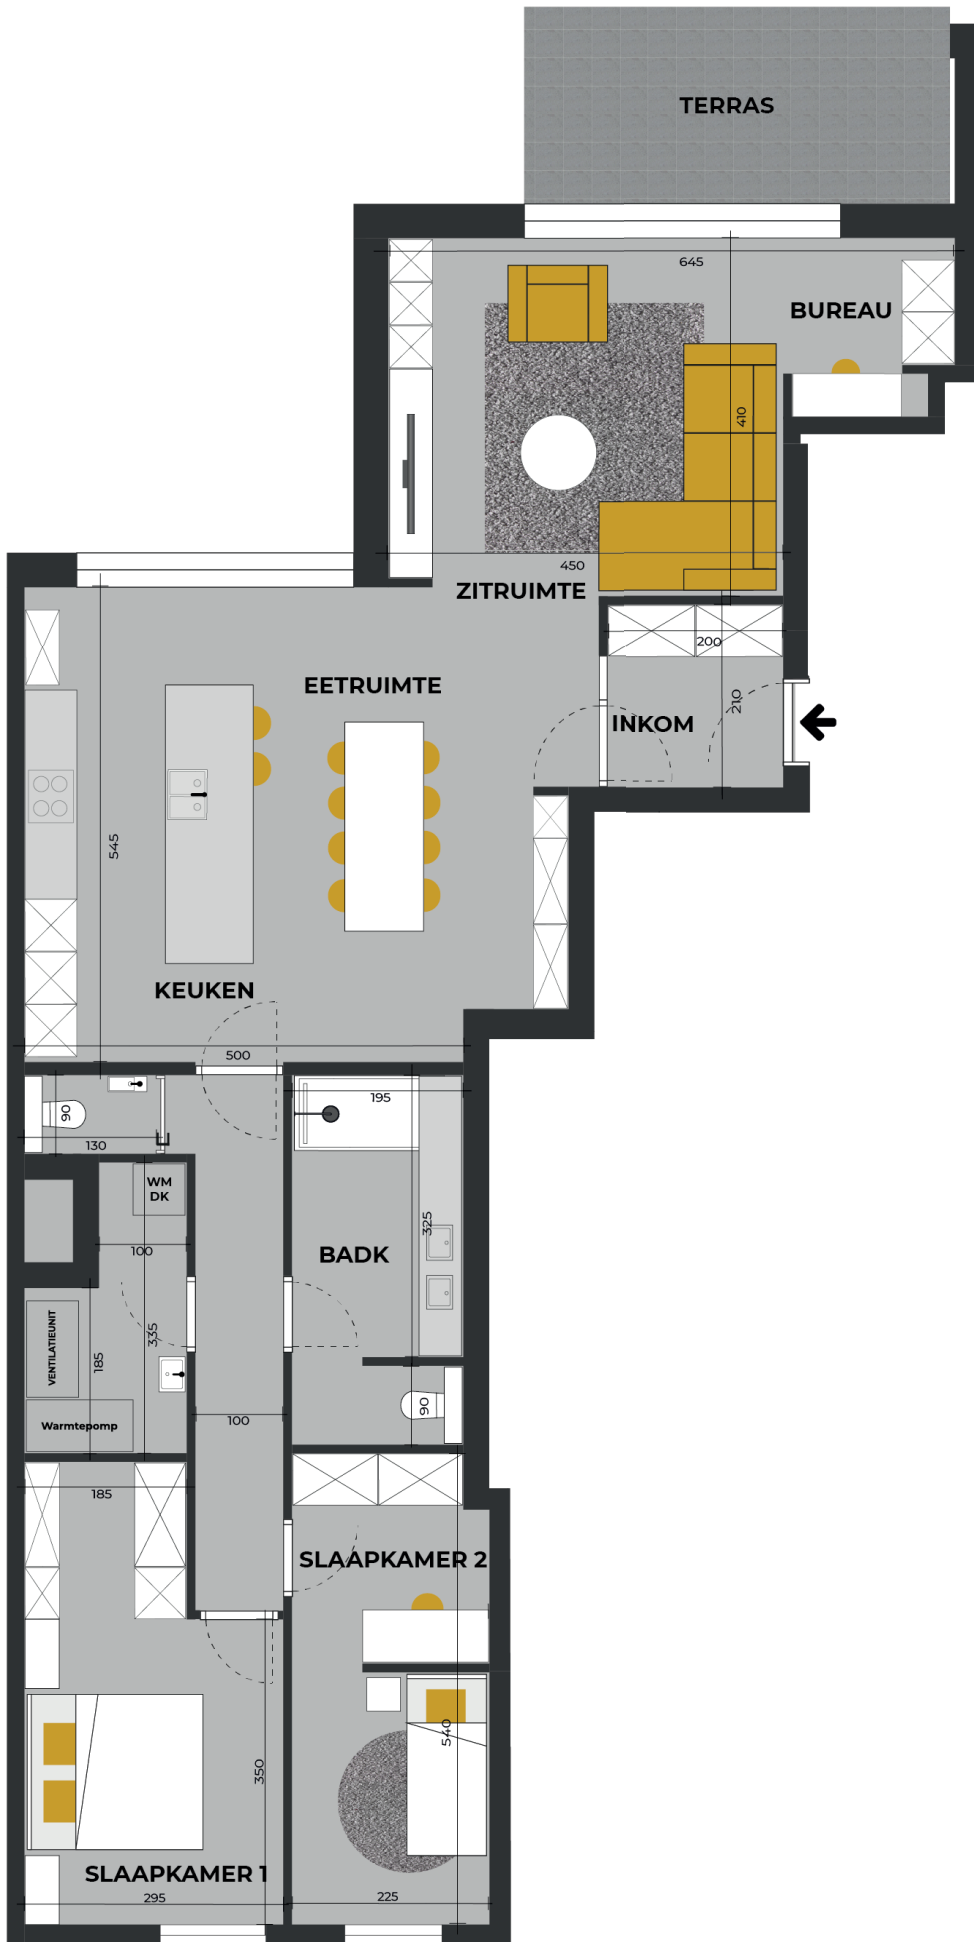 TERRAS
645
BUREAU
410
450
ZITRUIMTE
200
EETRUIMTE
210
INKOM
545
KEUKEN
500
90
130
195
WM
DK
325
100
BADK
VENTILATIEUNIT
335
185
90
100
Warmtepomp
185
SLAAPKAMER 2
540
350
SLAAPKAMER 1
295
225